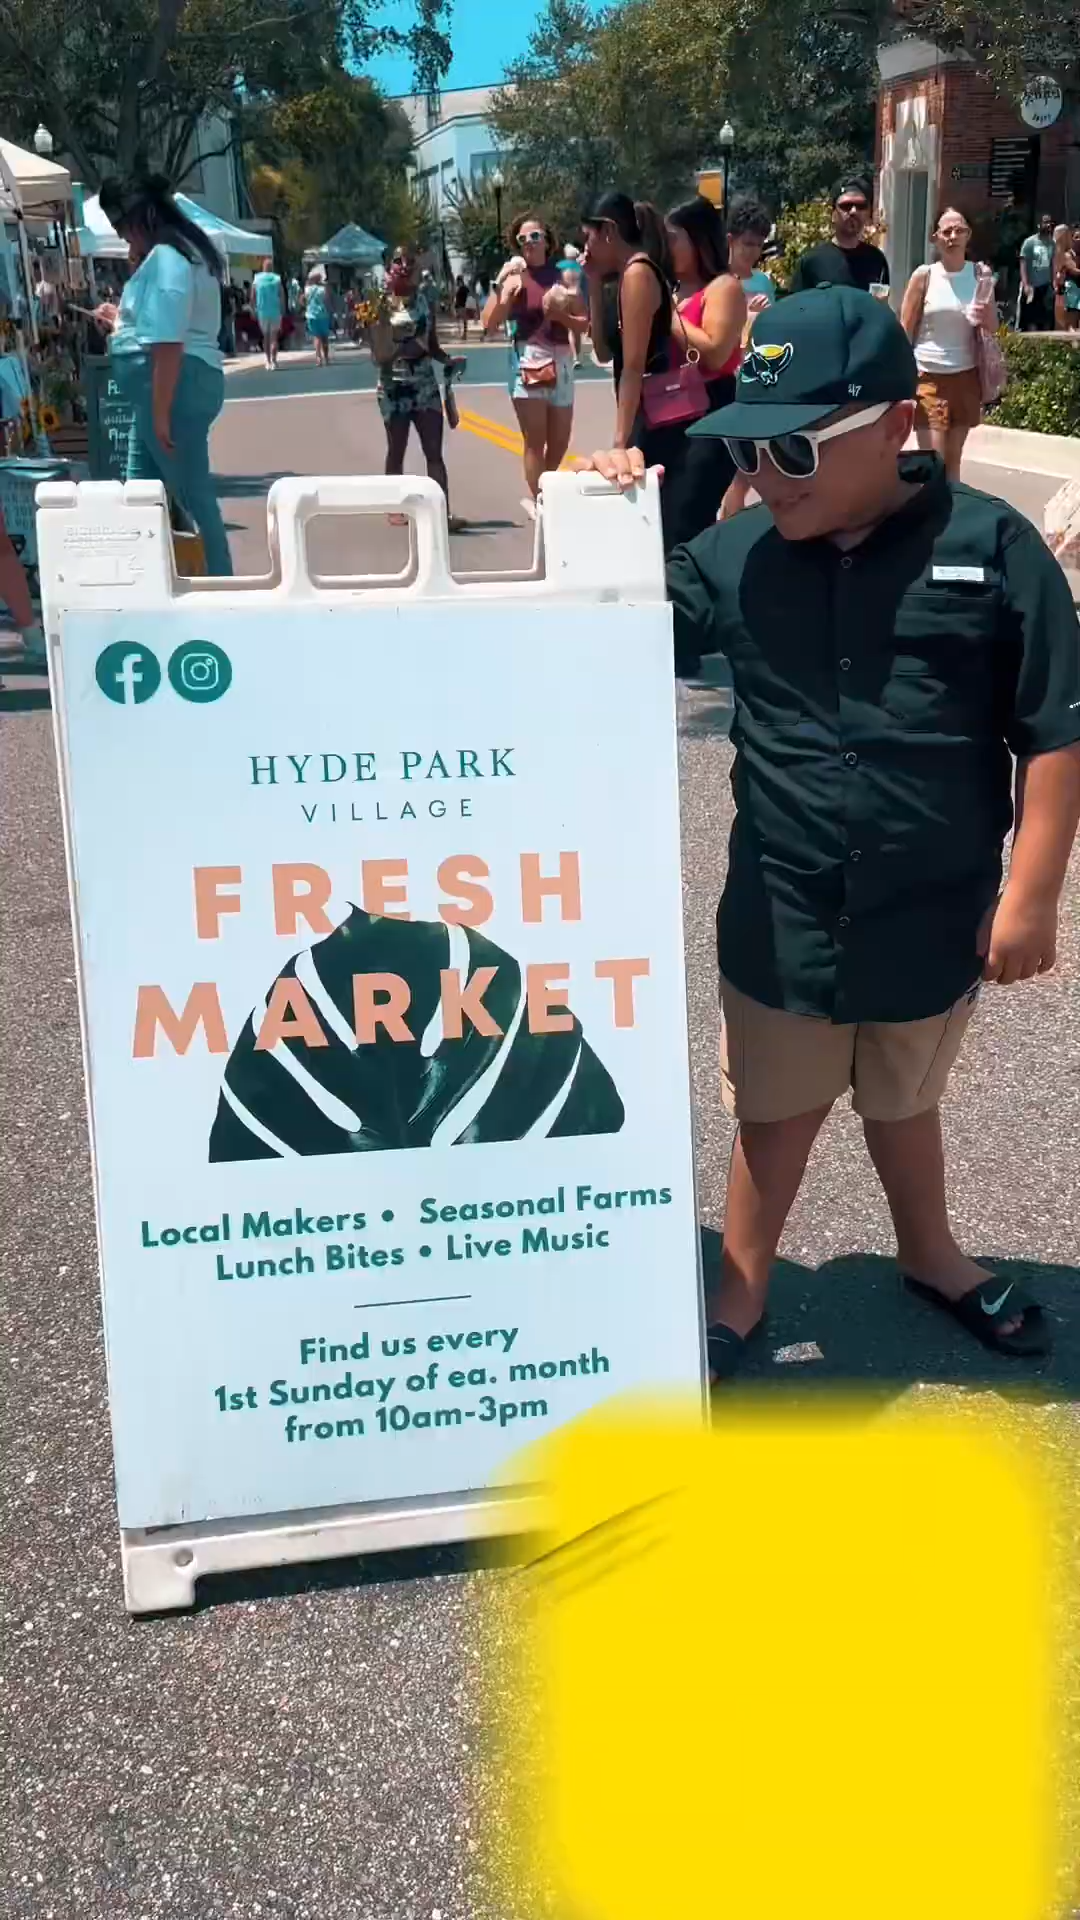 HYDE PARK
VILLAGE
FRESH
MARKET
Local Makers • Seasonal Farms
Lunch Bites • Live Music
Find us every
1st Sunday of ea. month
from 10am-3pm
47